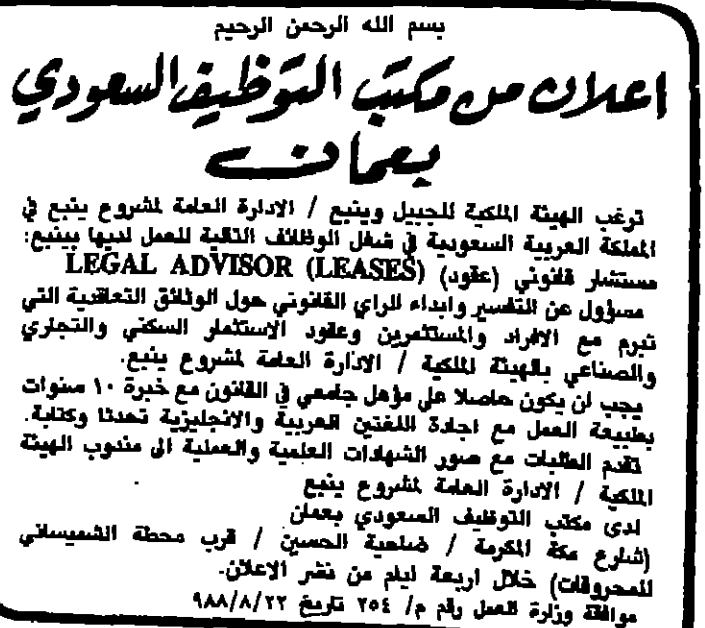 بسم الله الرحمن الرحيم
اعلان من مكتب التوظيف السعودي
بعمان
ترغب الهيئة الملكية للجبيل وينبع / الادارة العامة لمشروع ينبع في
المملكة العربية السعودية في شغل الوظائف التالية للعمل لديها بينبع:
مستشار قانوني (عقود) LEGAL ADVISOR (LEASES)
مسؤول عن التفسير وابداء الراي القانوني حول الوثائق التعاقدية التي
تبرم مع الافراد والمستثمرين وعقود الاستثمار السكني والتجاري
والصناعي بالهيئة الملكية / الادارة العامة لمشروع ينبع.
يجب ان يكون حاصلا على مؤهل جامعي في القانون مع خبرة ١٠ سنوات
بطبيعة العمل مع اجادة اللغتين العربية والانجليزية تحدثا وكتابة.
تقدم الطلبات مع صور الشهادات العلمية والعملية الى مندوب الهيئة
الملكية / الادارة العامة لمشروع ينبع
لدى مكتب التوظيف السعودي بعمان
(شارع مكة المكرمة / ضاحية الحسين / قرب محطة الشميساني
للمحروقات) خلال اربعة ايام من نشر الاعلان.
موافقة وزارة العمل رقم م/ ٢٥٤ تاريخ ٩٨٨/٨/٢٢